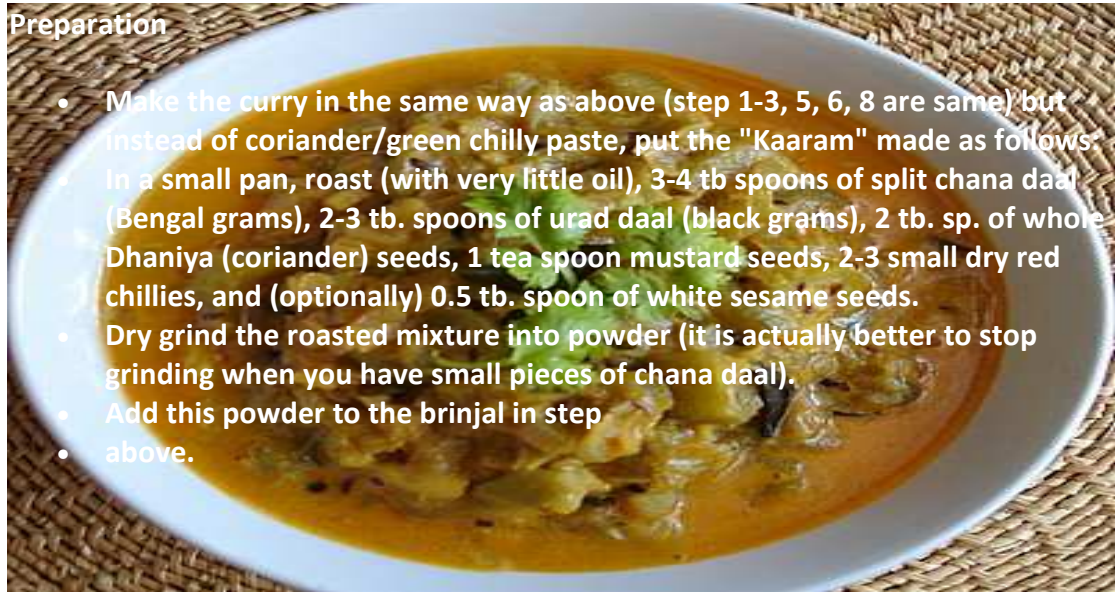 Preparation
• Make the curry in the same way as above (step 1-3, 5, 6, 8 are same) but
instead of coriander/green chilly paste, put the "Kaaram" made as follows:
• In a small pan, roast (with very little oil), 3-4 tb spoons of split chana daal
(Bengal grams), 2-3 tb. spoons of urad daal (black grams), 2 tb. sp. of whole
Dhaniya (coriander) seeds, 1 tea spoon mustard seeds, 2-3 small dry red
chillies, and (optionally) 0.5 tb. spoon of white sesame seeds.
• Dry grind the roasted mixture into powder (it is actually better to stop
grinding when you have small pieces of chana daal).
• Add this powder to the brinjal in step
• above.